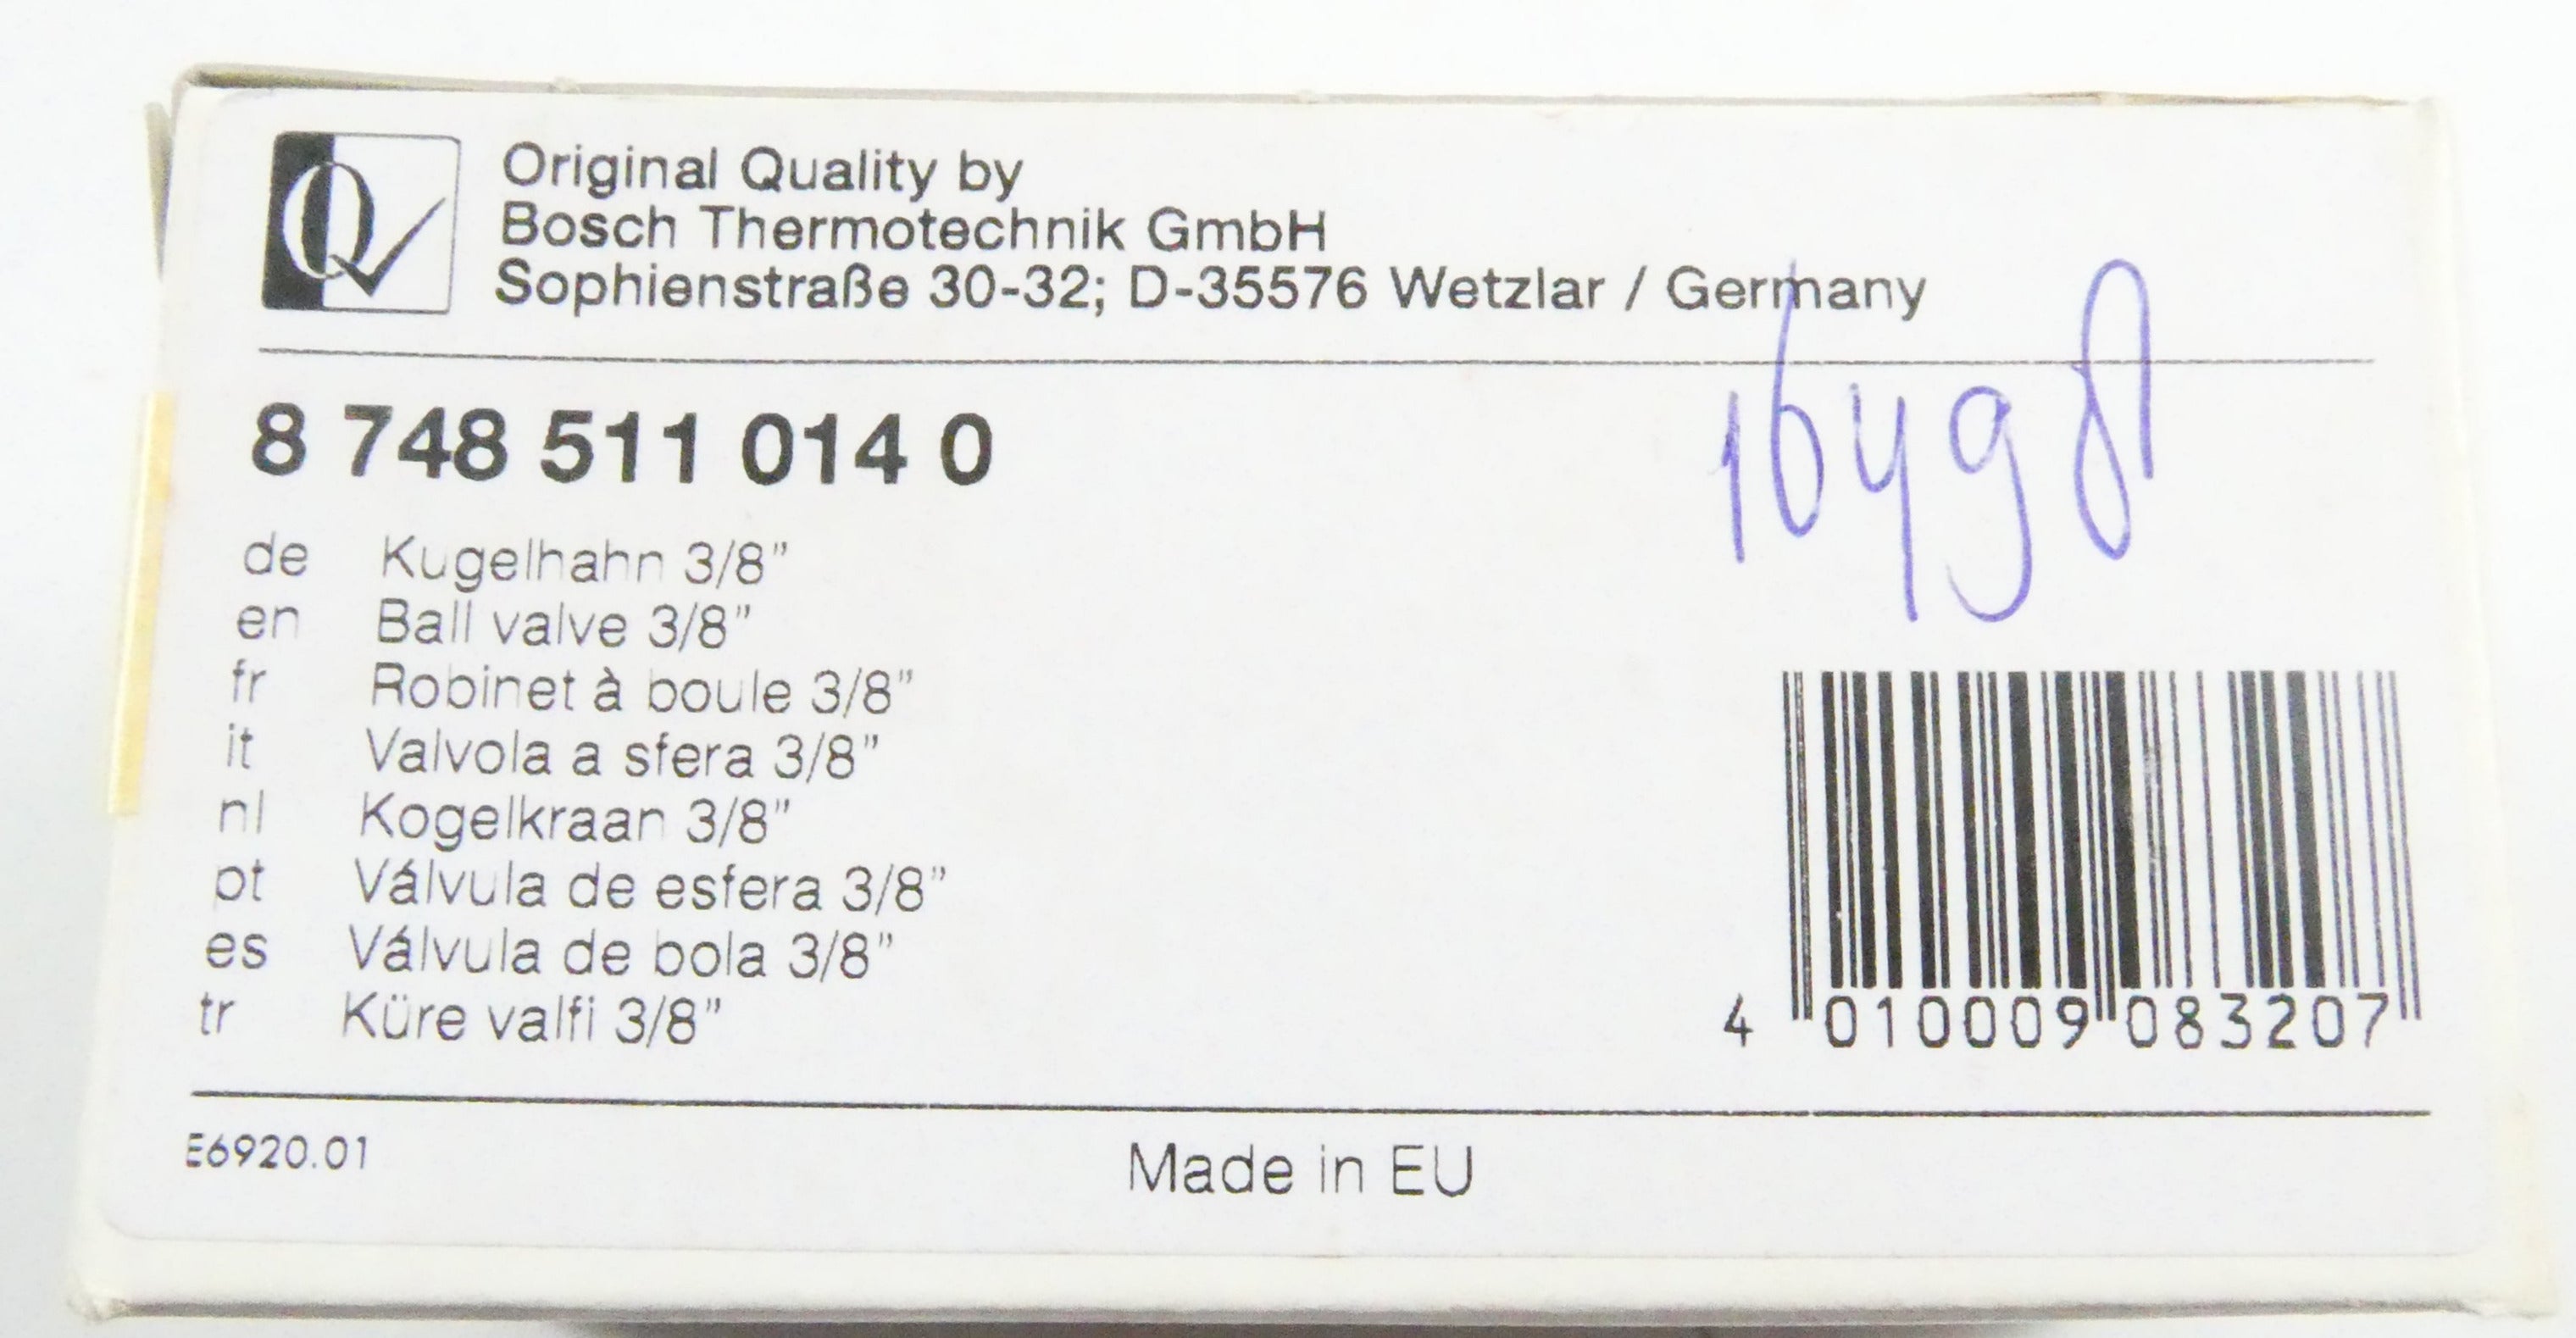 Q
Original Quality by
Bosch Thermotechnik GmbH
Sophienstraße 30-32; D-35576 Wetzlar / Germany
16498
8 748 511 014 0
de Kugelhahn 3/8"
en Ball valve 3/8"
fr Robinet à boule 3/8"
it Valvola a sfera 3/8"
nl Kogelkraan 3/8"
pt Válvula de esfera 3/8"
es Válvula de bola 3/8"
tr Küre valfi 3/8"
4 010009 083207
E6920.01
Made in EU